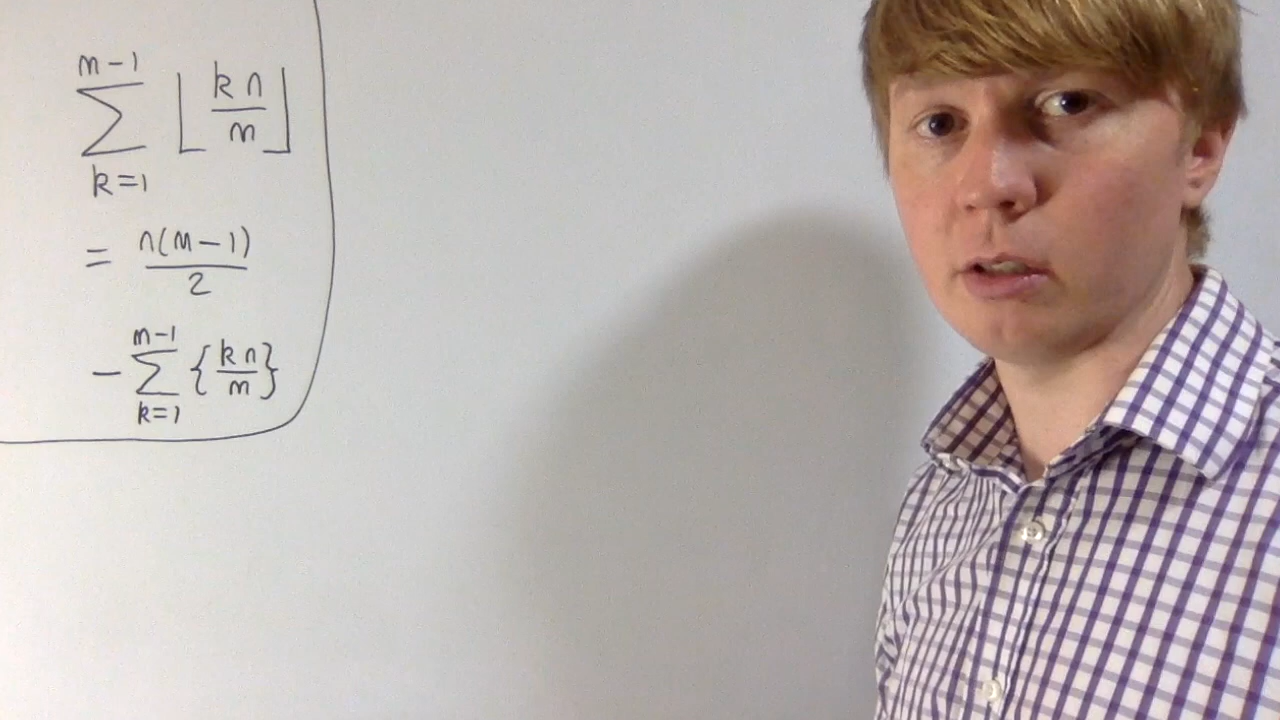 m-1
∑ ⌊ kn/m ⌋
k=1
= n(m-1)/2
m-1
- ∑ { kn/m }
k=1